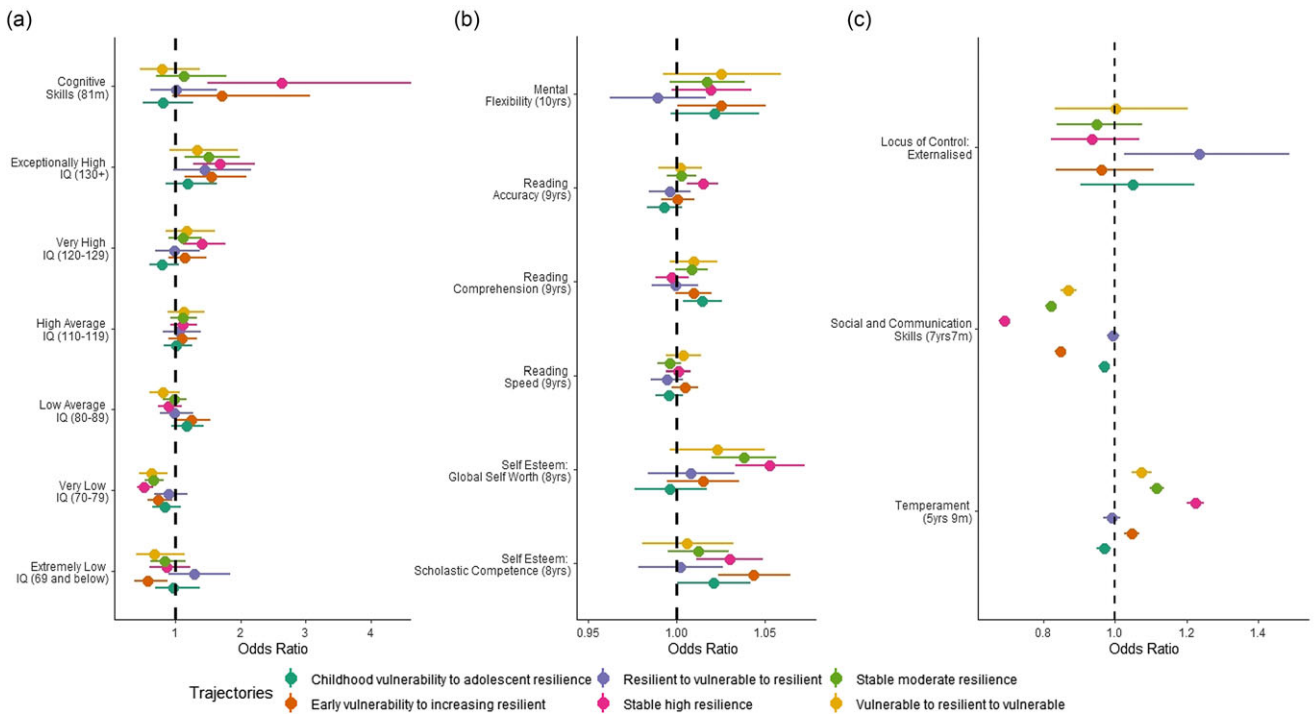 (a)
Cognitive
Skills (81m)
Exceptionally High
IQ (130+)
Very High
IQ (120-129)
High Average
IQ (110-119)
Low Average
IQ (80-89)
Very Low
IQ (70-79)
Extremely Low
IQ (69 and below)
1 2 3 4
Odds Ratio
(b)
Mental
Flexibility (10yrs)
Reading
Accuracy (9yrs)
Reading
Comprehension (9yrs)
Reading
Speed (9yrs)
Self Esteem:
Global Self Worth (8yrs)
Self Esteem:
Scholastic Competence (8yrs)
0.95 1.00 1.05
Odds Ratio
(c)
Locus of Control:
Externalised
Social and Communication
Skills (7yrs7m)
Temperament
(5yrs 9m)
0.8 1.0 1.2 1.4
Odds Ratio
Trajectories
Childhood vulnerability to adolescent resilience
Early vulnerability to increasing resilient
Resilient to vulnerable to resilient
Stable high resilience
Stable moderate resilience
Vulnerable to resilient to vulnerable